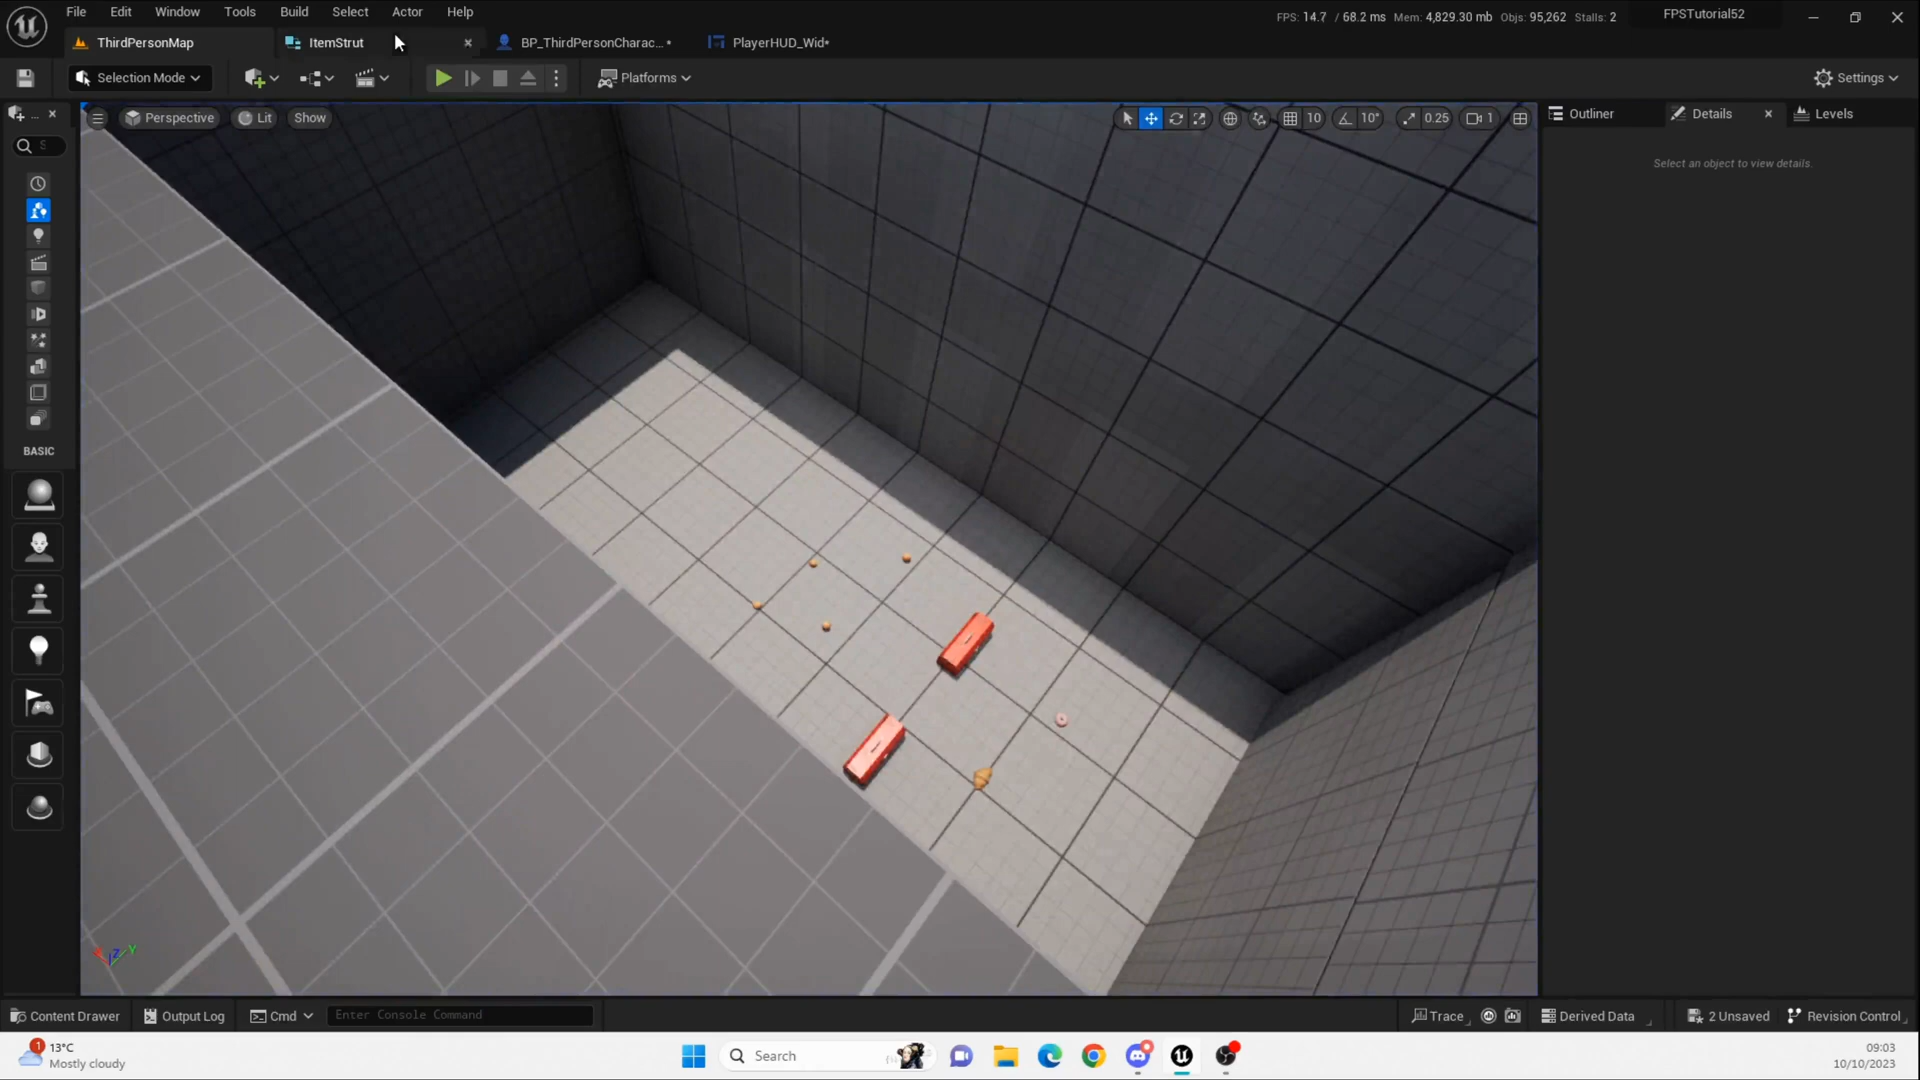 File Edit Window Tools Build Select Actor Help
FPS: 14.7 / 68.2 ms Mem: 4,829.30 mb Objs: 95,262 Stalls: 2
FPSTutorial52
ThirdPersonMap
ItemStrut
BP_ThirdPersonCharac...*
PlayerHUD_Wid*
Selection Mode
Platforms
Settings
...
S
Perspective
Lit
Show
10
10°
0.25
1
Outliner
Details
Levels
Select an object to view details.
BASIC
X Z Y
Content Drawer
Output Log
Cmd
Enter Console Command
Trace
Derived Data
2 Unsaved
Revision Control
1
13°C
Mostly cloudy
Search
09:03
10/10/2023